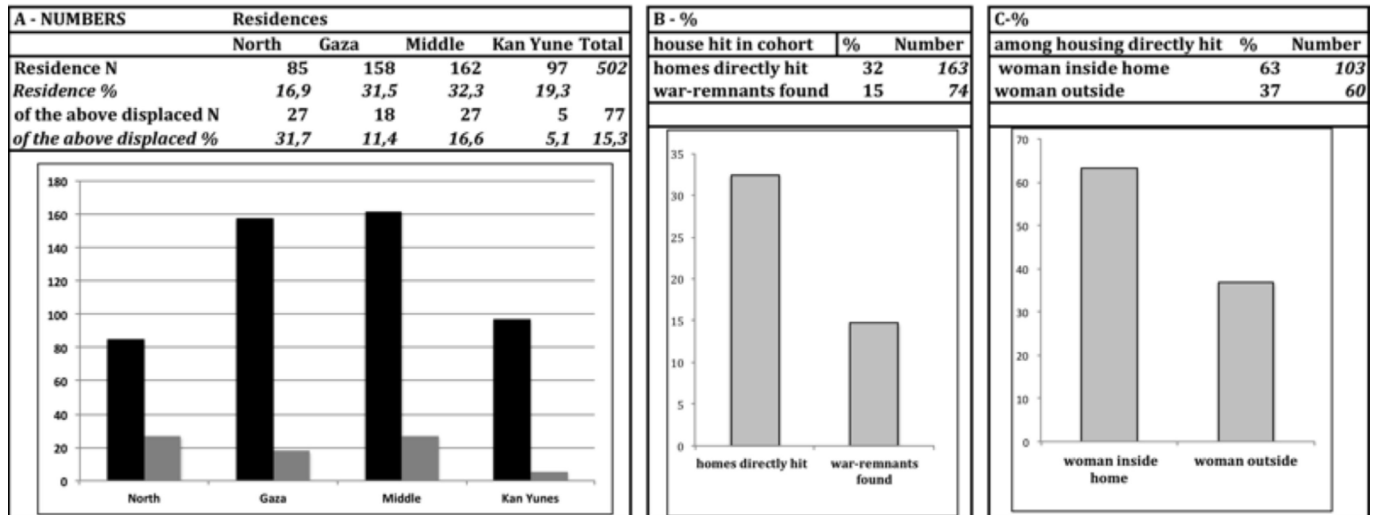 A - NUMBERS Residences
North Gaza Middle Kan Yune Total
Residence N 85 158 162 97 502
Residence % 16,9 31,5 32,3 19,3
of the above displaced N 27 18 27 5 77
of the above displaced % 31,7 11,4 16,6 5,1 15,3
180
160
140
120
100
80
60
40
20
0
North Gaza Middle Kan Yunes
B - %
house hit in cohort % Number
homes directly hit 32 163
war-remnants found 15 74
35
30
25
20
15
10
5
0
homes directly hit war-remnants
found
C-%
among housing directly hit % Number
woman inside home 63 103
woman outside 37 60
70
60
50
40
30
20
10
0
woman inside woman outside
home